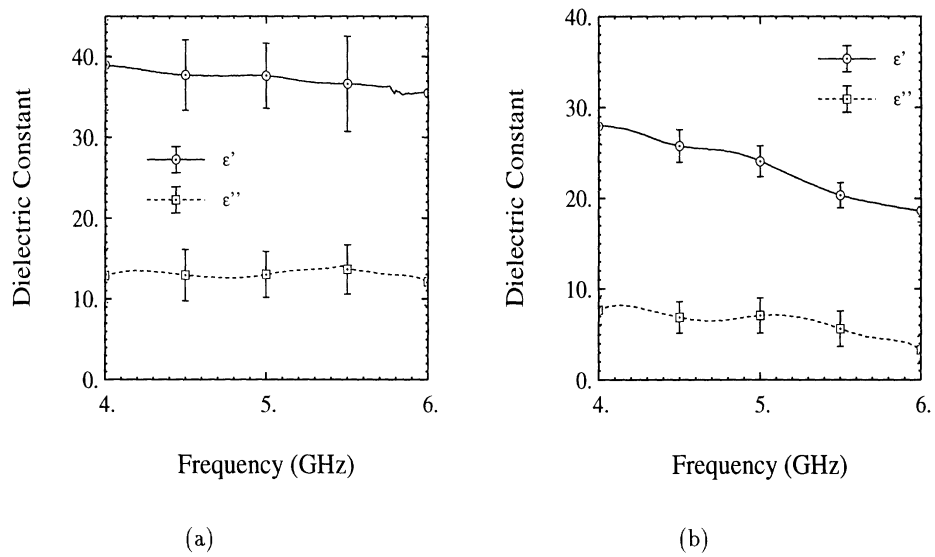 40.
30.
20.
10.
0.
4.
5.
6.
Dielectric Constant
Frequency (GHz)
ε'
ε''
(a)
40.
30.
20.
10.
0.
4.
5.
6.
Dielectric Constant
Frequency (GHz)
ε'
ε''
(b)